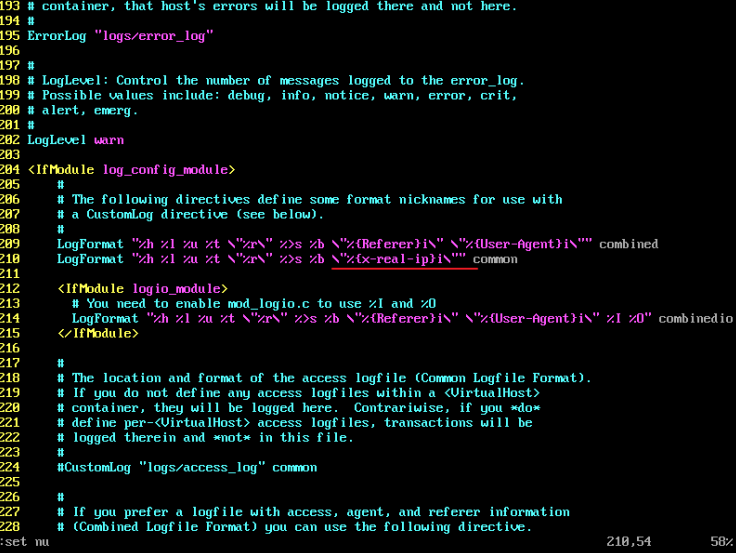 193 # container, that host's errors will be logged there and not here.
194 #
195 ErrorLog "logs/error_log"
196
197 #
198 # LogLevel: Control the number of messages logged to the error_log.
199 # Possible values include: debug, info, notice, warn, error, crit,
200 # alert, emerg.
201 #
202 LogLevel warn
203
204 <IfModule log_config_module>
205     #
206     # The following directives define some format nicknames for use with
207     # a CustomLog directive (see below).
208     #
209     LogFormat "%h %l %u %t \"%r\" %>s %b \"%{Referer}i\" \"%{User-Agent}i\"" combined
210     LogFormat "%h %l %u %t \"%r\" %>s %b \"%{x-real-ip}i\"" common
211
212     <IfModule logio_module>
213       # You need to enable mod_logio.c to use %I and %O
214       LogFormat "%h %l %u %t \"%r\" %>s %b \"%{Referer}i\" \"%{User-Agent}i\" %I %O" combinedio
215     </IfModule>
216
217     #
218     # The location and format of the access logfile (Common Logfile Format).
219     # If you do not define any access logfiles within a <VirtualHost>
220     # container, they will be logged here.  Contrariwise, if you *do*
221     # define per-<VirtualHost> access logfiles, transactions will be
222     # logged therein and *not* in this file.
223     #
224     #CustomLog "logs/access_log" common
225
226     #
227     # If you prefer a logfile with access, agent, and referer information
228     # (Combined Logfile Format) you can use the following directive.
:set nu 210,54 58%